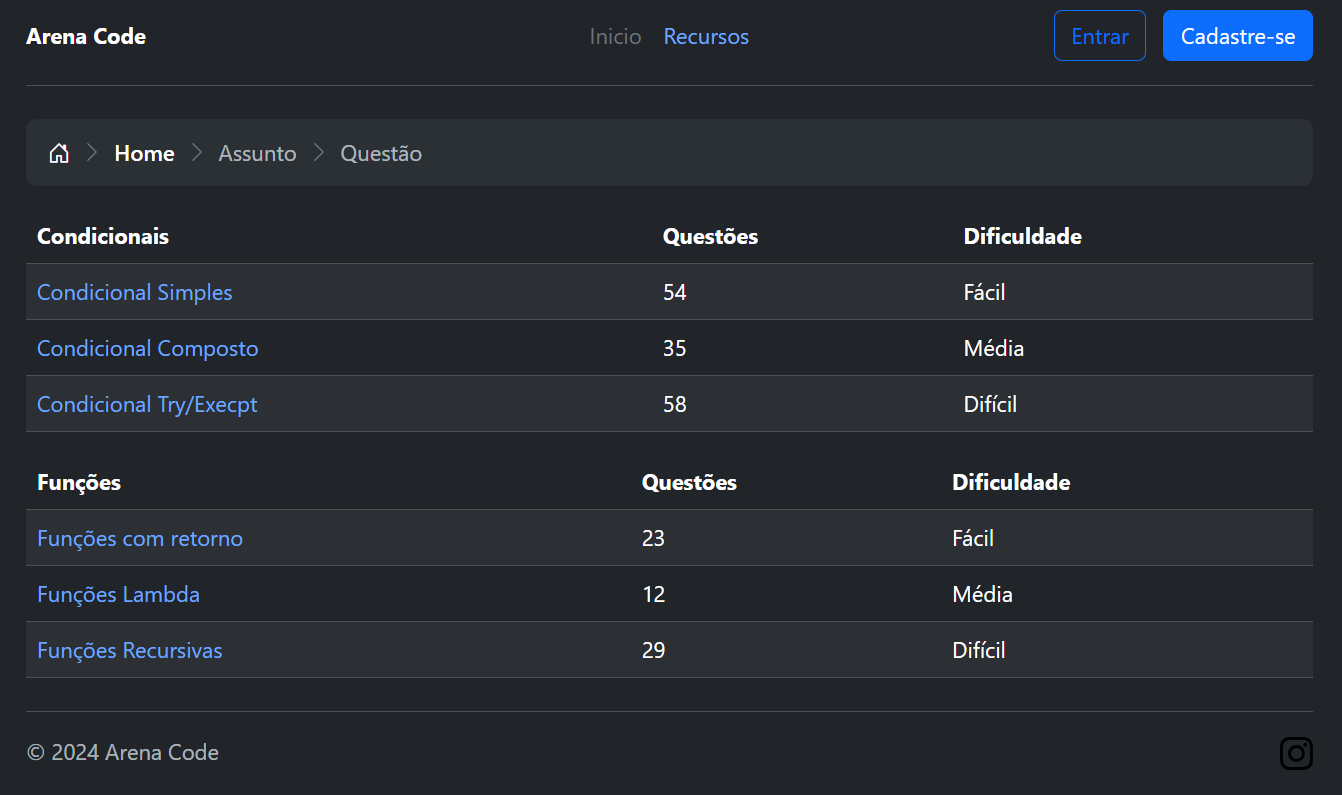 Arena Code Inicio Recursos Entrar Cadastre-se
Home Assunto Questão
Condicionais Questões Dificuldade
Condicional Simples 54 Fácil
Condicional Composto 35 Média
Condicional Try/Execpt 58 Difícil
Funções Questões Dificuldade
Funções com retorno 23 Fácil
Funções Lambda 12 Média
Funções Recursivas 29 Difícil
© 2024 Arena Code